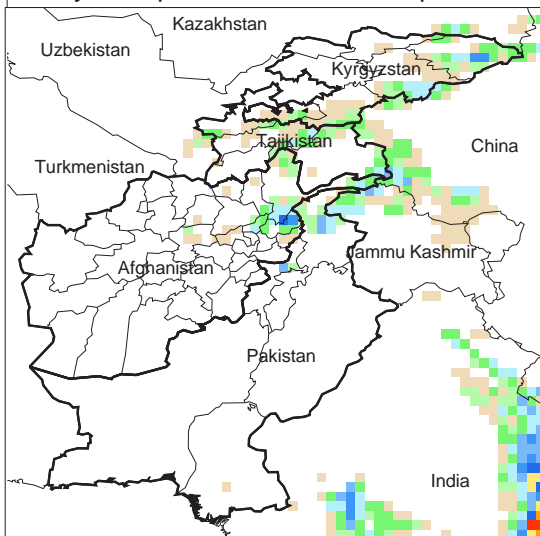 Kazakhstan
Uzbekistan
Kyrgyzstan
Tajikistan
China
Turkmenistan
Jammu Kashmir
Afghanistan
Pakistan
India